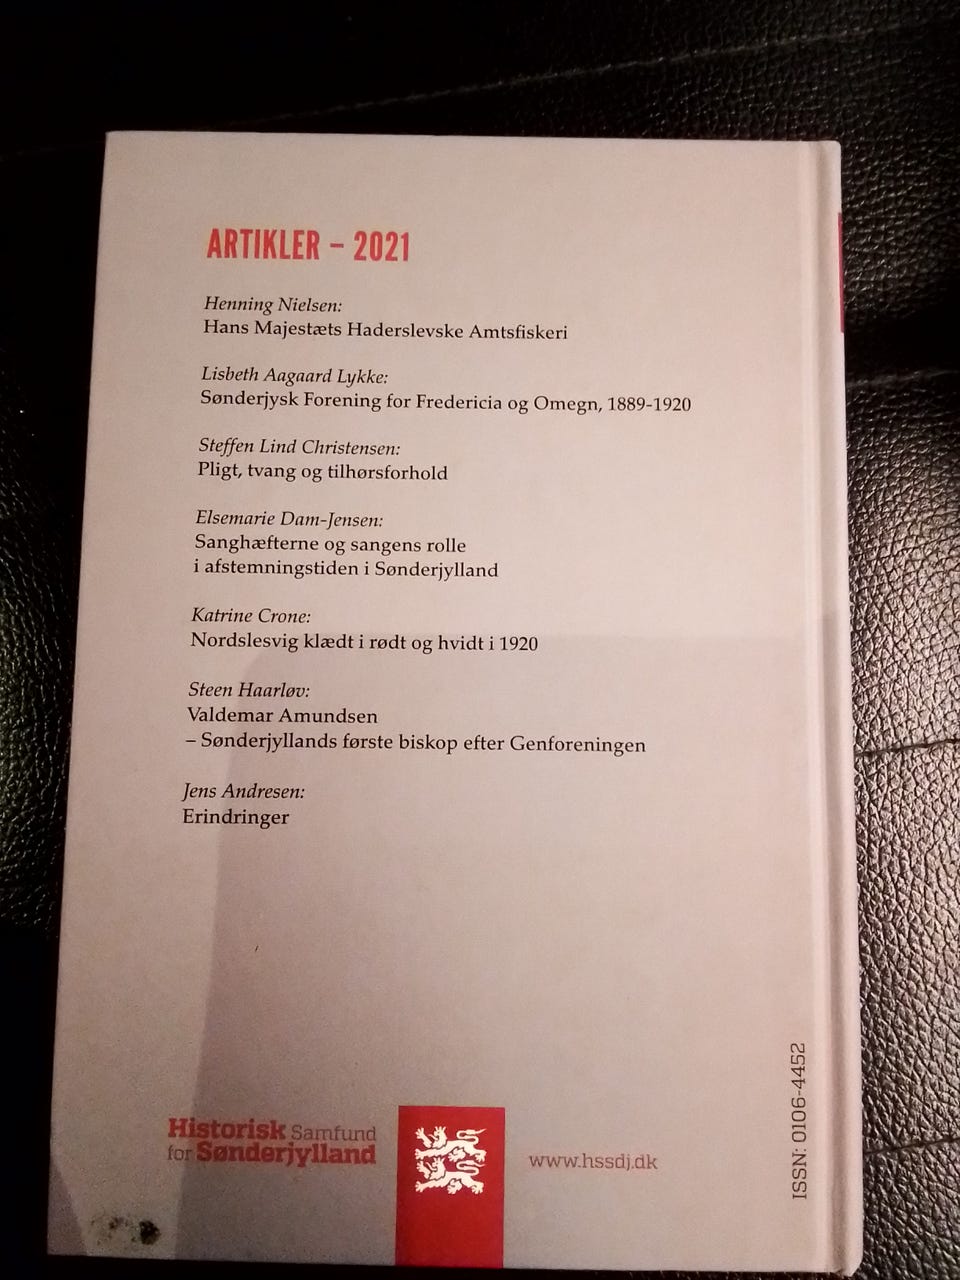 ARTIKLER – 2021
Henning Nielsen:
Hans Majestæts Haderslevske Amtsfiskeri
Lisbeth Aagaard Lykke:
Sønderjysk Forening for Fredericia og Omegn, 1889-1920
Steffen Lind Christensen:
Pligt, tvang og tilhørsforhold
Elsemarie Dam-Jensen:
Sanghæfterne og sangens rolle
i afstemningstiden i Sønderjylland
Katrine Crone:
Nordslesvig klædt i rødt og hvidt i 1920
Steen Haarløv:
Valdemar Amundsen
– Sønderjyllands første biskop efter Genforeningen
Jens Andresen:
Erindringer
Historisk Samfund
for Sønderjylland
www.hssdj.dk
ISSN: 0106-4452